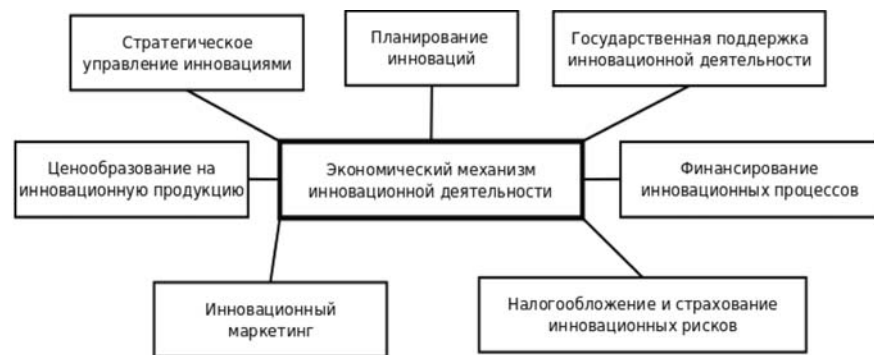 Стратегическое
управление инновациями
Планирование
инноваций
Государственная поддержка
инновационной деятельности
Ценообразование на
инновационную продукцию
Экономический механизм
инновационной деятельности
Финансирование
инновационных процессов
Инновационный
маркетинг
Налогообложение и страхование
инновационных рисков